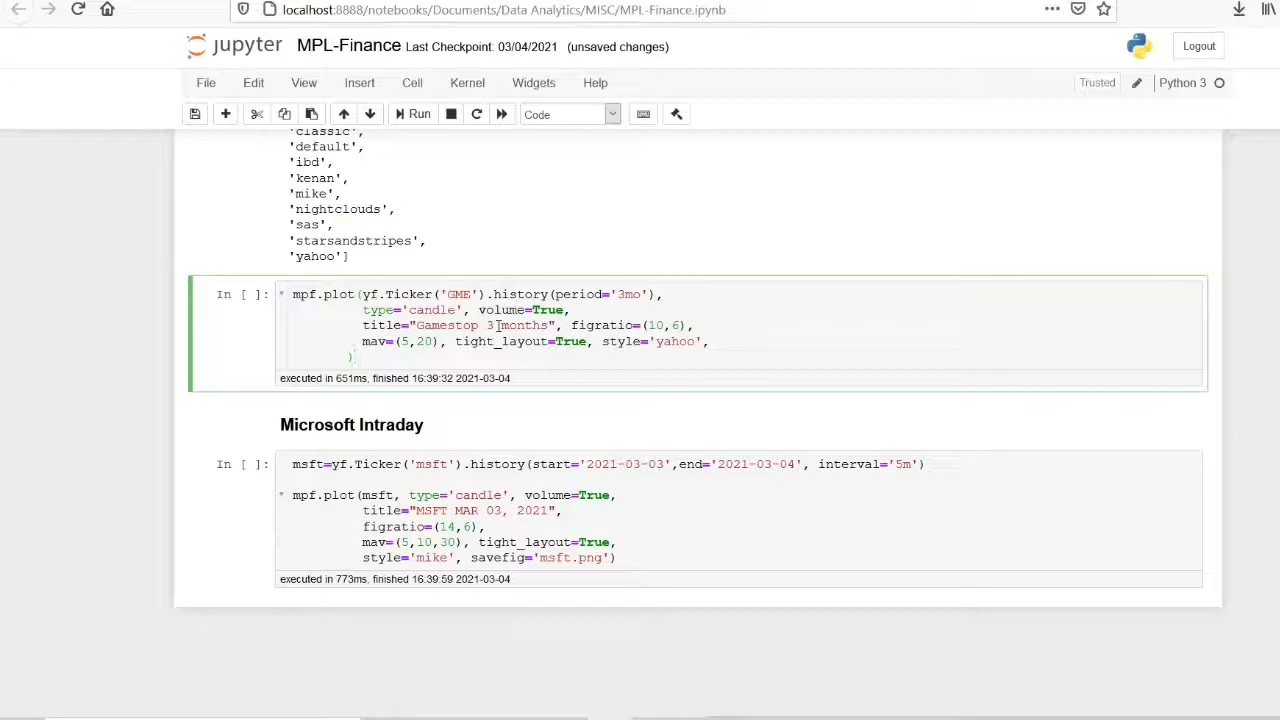 localhost:8888/notebooks/Documents/Data Analytics/MISC/MPL-Finance.ipynb
jupyter MPL-Finance Last Checkpoint: 03/04/2021 (unsaved changes) Logout
File Edit View Insert Cell Kernel Widgets Help Trusted Python 3
Run Code
'classic',
'default',
'ibd',
'kenan',
'mike',
'nightclouds',
'sas',
'starsandstripes',
'yahoo']
In [ ]: mpf.plot(yf.Ticker('GME').history(period='3mo'),
type='candle', volume=True,
title="Gamestop 3 months", figratio=(10,6),
mav=(5,20), tight_layout=True, style='yahoo',
)
executed in 651ms, finished 16:39:32 2021-03-04
Microsoft Intraday
In [ ]: msft=yf.Ticker('msft').history(start='2021-03-03',end='2021-03-04', interval='5m')
mpf.plot(msft, type='candle', volume=True,
title="MSFT MAR 03, 2021",
figratio=(14,6),
mav=(5,10,30), tight_layout=True,
style='mike', savefig='msft.png')
executed in 773ms, finished 16:39:59 2021-03-04